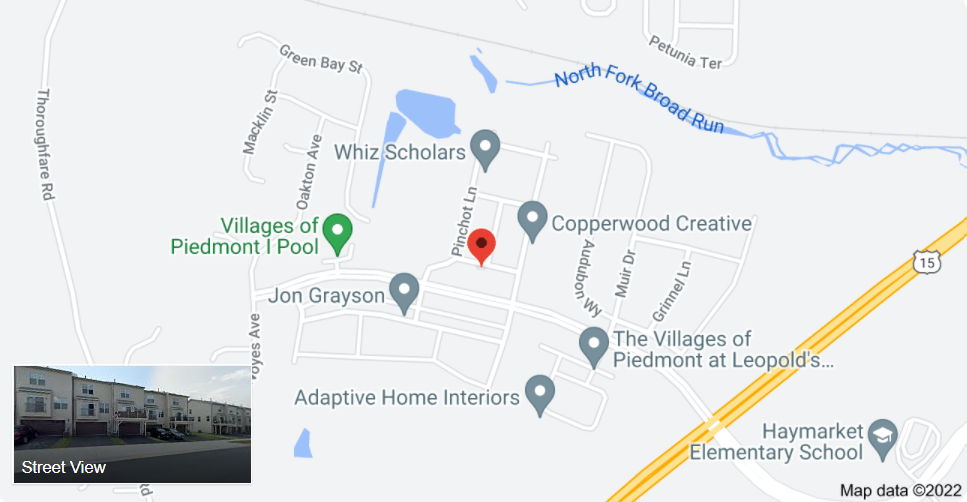 Petunia Ter
Green Bay St
North Fork Broad Run
Thoroughfare Rd
Macklin St
Oakton Ave
Whiz Scholars
Pinchot Ln
Villages of
Piedmont I Pool
Copperwood Creative
Audubon Wy
Muir Dr
Grinnel Ln
15
Jon Grayson
oyes Ave
The Villages of
Piedmont at Leopold's...
Adaptive Home Interiors
Haymarket
Elementary School
Street View
Rd
Map data ©2022